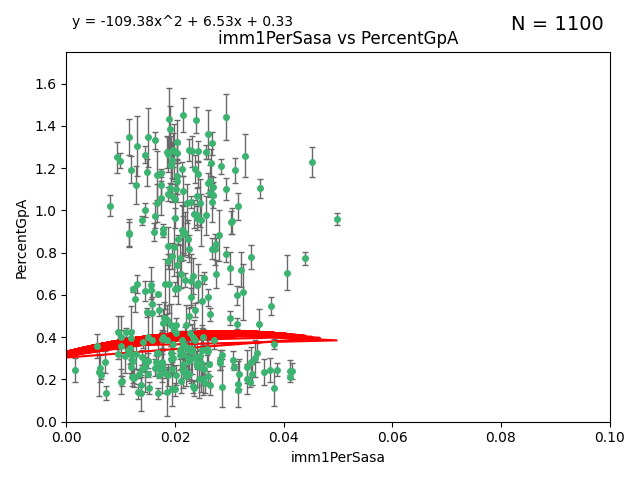 y = -109.38x^2 + 6.53x + 0.33
N = 1100
imm1PerSasa vs PercentGpA
PercentGpA
1.6
1.4
1.2
1.0
0.8
0.6
0.4
0.2
0.0
0.00 0.02 0.04 0.06 0.08 0.10
imm1PerSasa